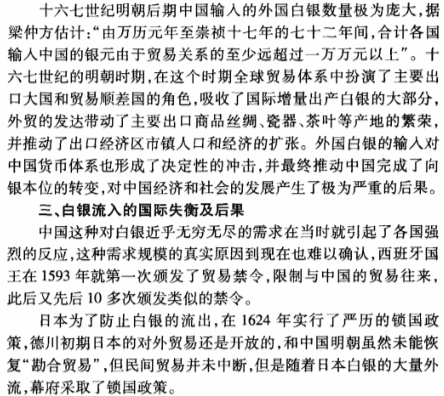 十六七世纪明朝后期中国输入的外国白银数量极为庞大,据
梁仲方估计:“由万历元年至崇祯十七年的七十二年间,合计各国
输入中国的银元由于贸易关系的至少远超过一万万元以上”。十
六七世纪的明朝时期,在这个时期全球贸易体系中扮演了主要出
口大国和贸易顺差国的角色,吸收了国际增量出产白银的大部分,
外贸的发达带动了主要出口商品丝绸、瓷器、茶叶等产地的繁荣,
并推动了出口经济区市镇人口和经济的扩张。外国白银的输入对
中国货币体系也形成了决定性的冲击,并最终推动中国完成了向
银本位的转变,对中国经济和社会的发展产生了极为严重的后果。
三、白银流入的国际失衡及后果
中国这种对白银近乎无穷无尽的需求在当时就引起了各国强
烈的反应,这种需求规模的真实原因到现在也难以确认,西班牙国
王在 1593 年就第一次颁发了贸易禁令,限制与中国的贸易往来,
此后又先后 10 多次颁发类似的禁令。
日本为了防止白银的流出,在 1624 年实行了严历的锁国政
策,德川初期日本的对外贸易还是开放的,和中国明朝虽然未能恢
复“勘合贸易”,但民间贸易并未中断,但是随着日本白银的大量外
流,幕府采取了锁国政策。